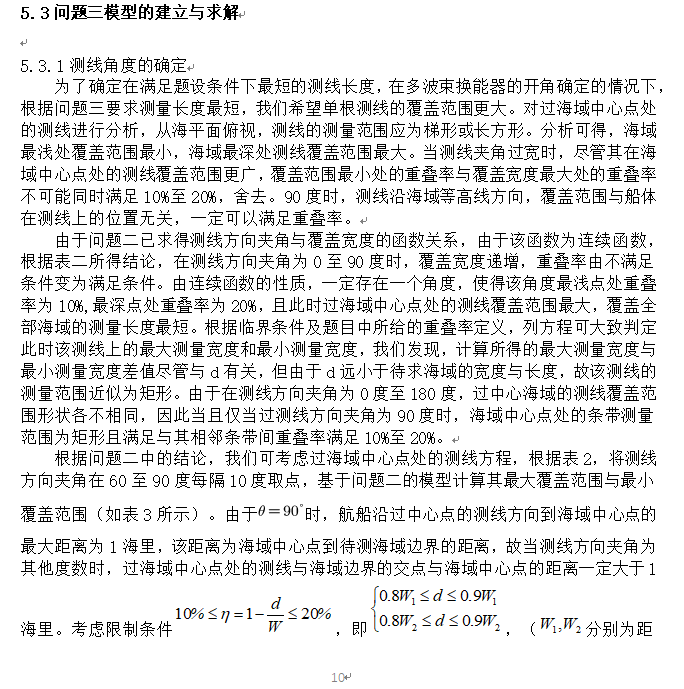 5.3问题三模型的建立与求解
5.3.1测线角度的确定
为了确定在满足题设条件下最短的测线长度，在多波束换能器的开角确定的情况下，
根据问题三要求测量长度最短，我们希望单根测线的覆盖范围更大。对过海域中心点处
的测线进行分析，从海平面俯视，测线的测量范围应为梯形或长方形。分析可得，海域
最浅处覆盖范围最小，海域最深处测线覆盖范围最大。当测线夹角过宽时，尽管其在海
域中心点处的测线覆盖范围更广，覆盖范围最小处的重叠率与覆盖宽度最大处的重叠率
不可能同时满足10%至20%，舍去。90度时，测线沿海域等高线方向，覆盖范围与船体
在测线上的位置无关，一定可以满足重叠率。
由于问题二已求得测线方向夹角与覆盖宽度的函数关系，由于该函数为连续函数，
根据表二所得结论，在测线方向夹角为0至90度时，覆盖宽度递增，重叠率由不满足
条件变为满足条件。由连续函数的性质，一定存在一个角度，使得该角度最浅点处重叠
率为10%,最深点处重叠率为20%，且此时过海域中心点处的测线覆盖范围最大，覆盖全
部海域的测量长度最短。根据临界条件及题目中所给的重叠率定义，列方程可大致判定
此时该测线上的最大测量宽度和最小测量宽度，我们发现，计算所得的最大测量宽度与
最小测量宽度差值尽管与d有关，但由于d远小于待求海域的宽度与长度，故该测线的
测量范围近似为矩形。由于在测线方向夹角为0度至180度，过中心海域的测线覆盖范
围形状各不相同，因此当且仅当过测线方向夹角为90度时，海域中心点处的条带测量
范围为矩形且满足与其相邻条带间重叠率满足10%至20%。
根据问题二中的结论，我们可考虑过海域中心点处的测线方程，根据表2，将测线
方向夹角在60至90度每隔10度取点，基于问题二的模型计算其最大覆盖范围与最小
覆盖范围（如表3所示）。由于θ=90°时，航船沿过中心点的测线方向到海域中心点的
最大距离为1海里，该距离为海域中心点到待测海域边界的距离，故当测线方向夹角为
其他度数时，过海域中心点处的测线与海域边界的交点与海域中心点的距离一定大于1
海里。考虑限制条件 10%≤η=1-d/W≤20%，即 {0.8W₁≤d≤0.9W₁ 0.8W₂≤d≤0.9W₂，（W₁,W₂分别为距
10